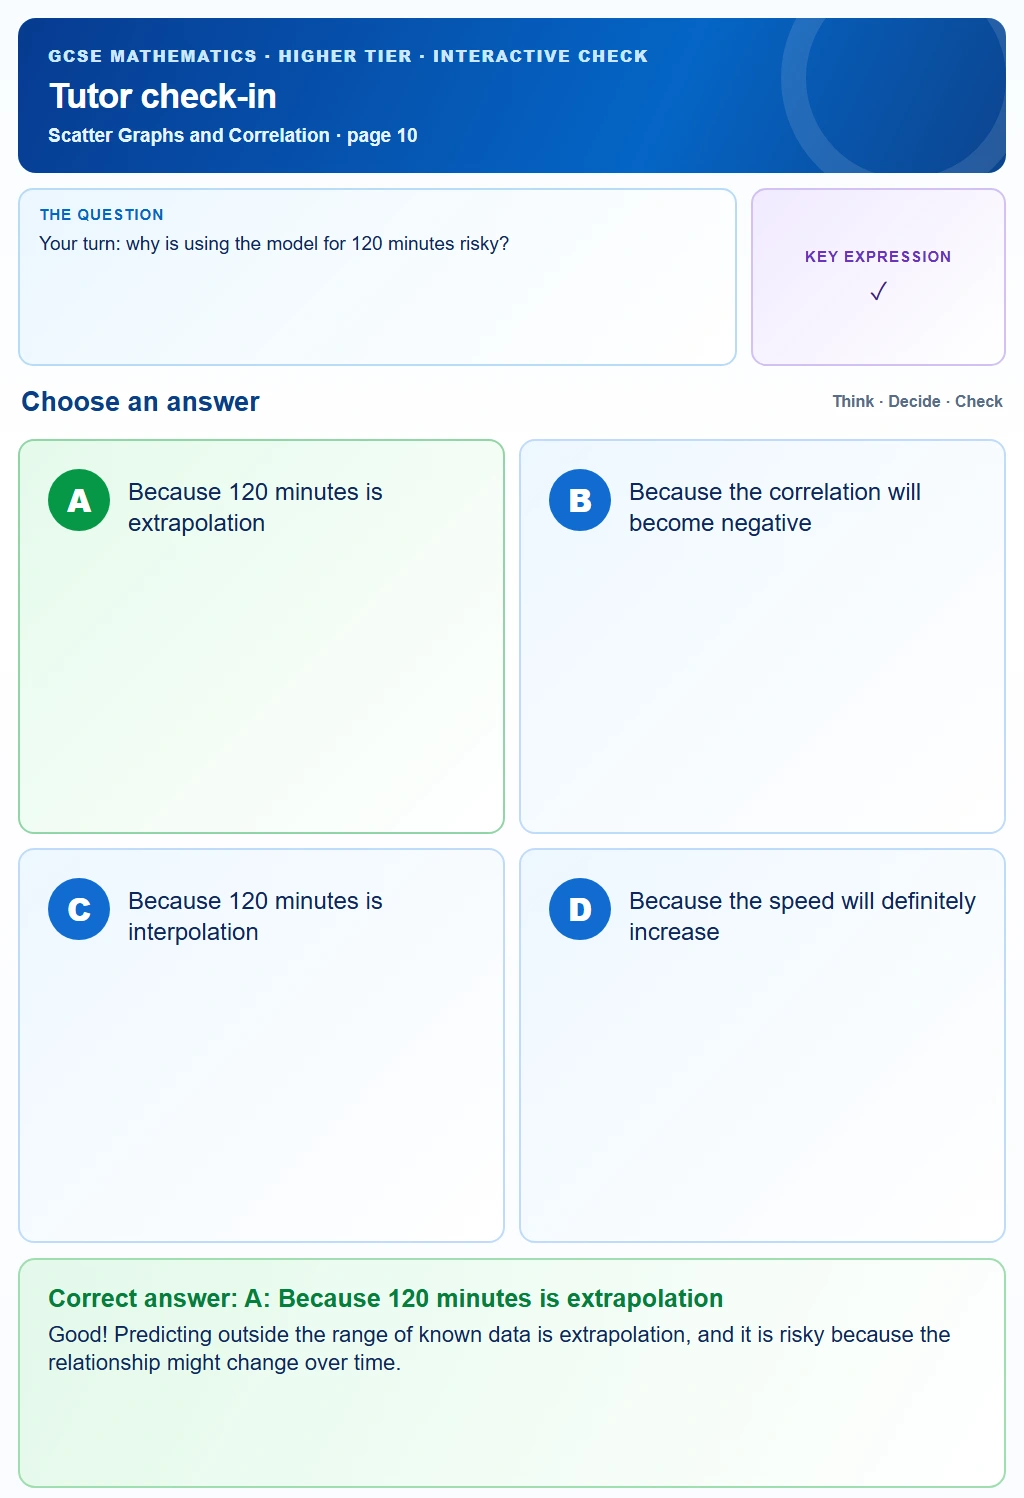 GCSE MATHEMATICS · HIGHER TIER · INTERACTIVE CHECK
Tutor check-in
Scatter Graphs and Correlation · page 10
THE QUESTION
Your turn: why is using the model for 120 minutes risky?
KEY EXPRESSION
✓
Choose an answer
Think · Decide · Check
A
Because 120 minutes is
extrapolation
B
Because the correlation will
become negative
C
Because 120 minutes is
interpolation
D
Because the speed will definitely
increase
Correct answer: A: Because 120 minutes is extrapolation
Good! Predicting outside the range of known data is extrapolation, and it is risky because the
relationship might change over time.